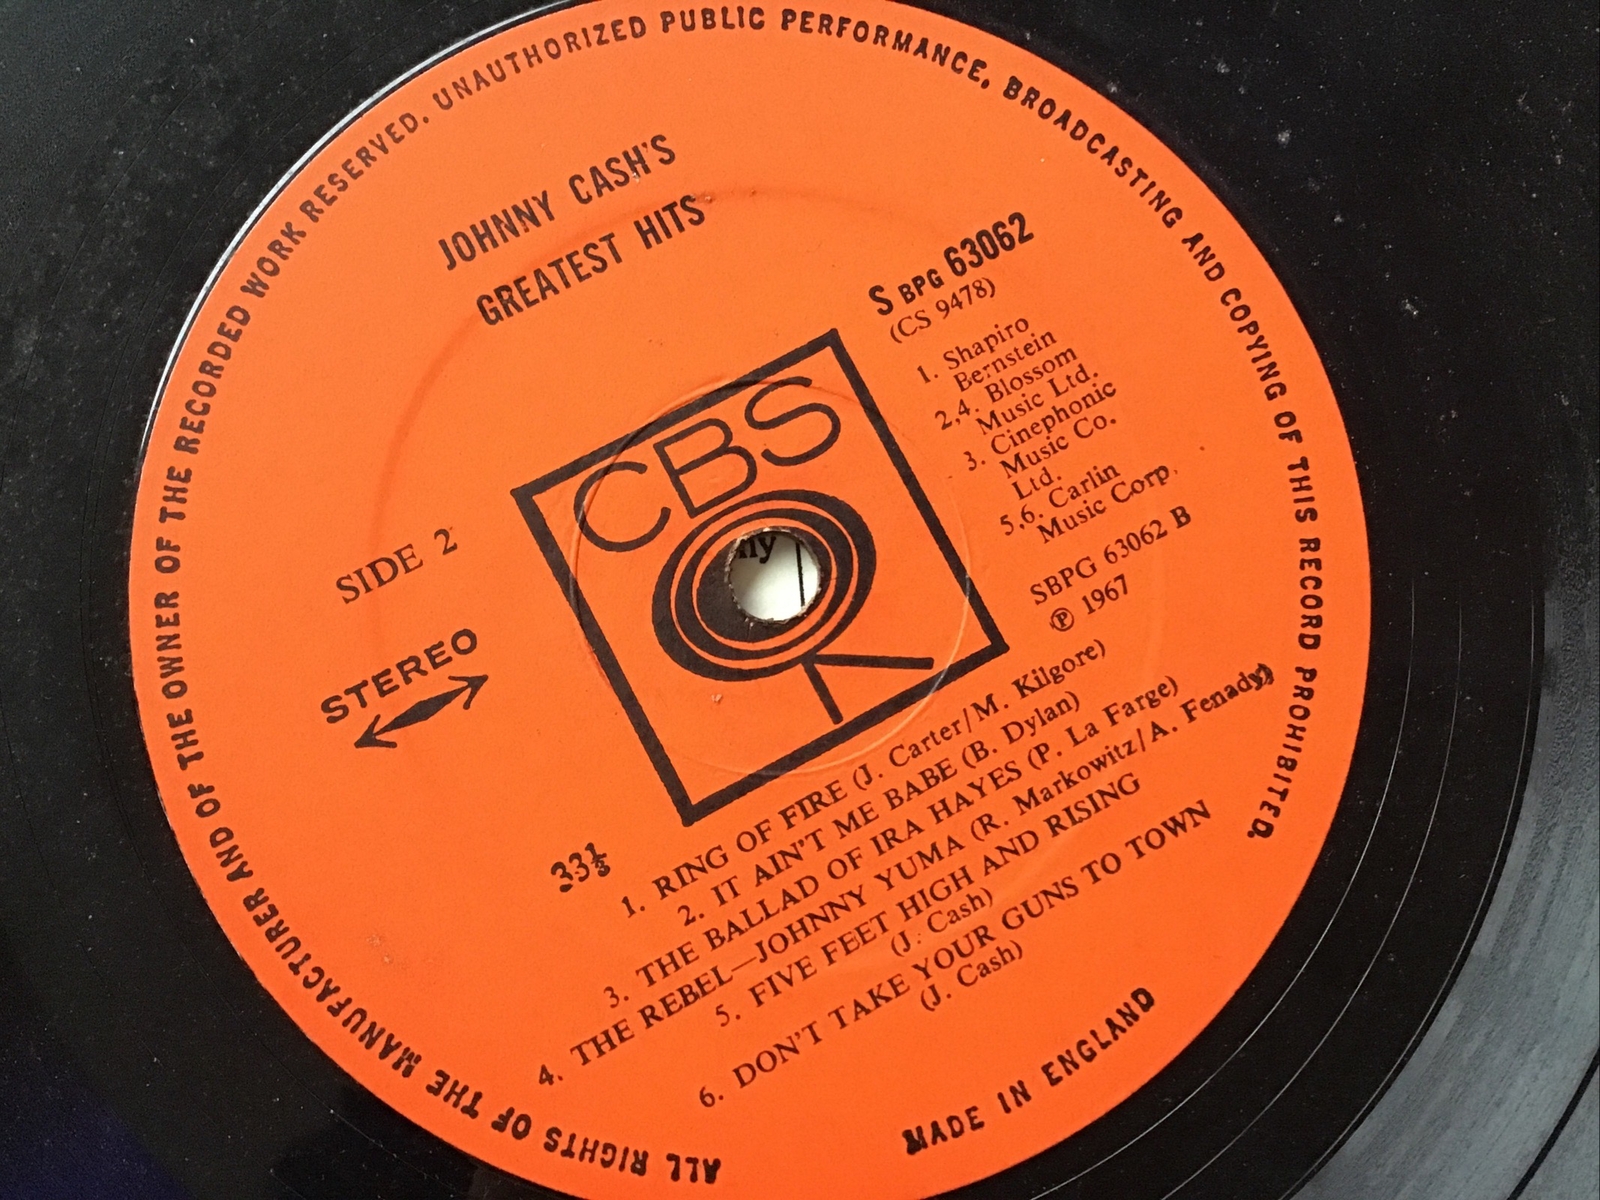 ALL RIGHTS OF THE MANUFACTURER AND OF THE OWNER OF THE RECORDED WORK RESERVED. UNAUTHORIZED PUBLIC PERFORMANCE, BROADCASTING AND COPYING OF THIS RECORD PROHIBITED.
JOHNNY CASH'S
GREATEST HITS
S BPG 63062
(CS 9478)
1. Shapiro
Bernstein
2,4. Blossom
Music Ltd.
3. Cinephonic
Music Co.
Ltd.
5,6. Carlin
Music Corp.
SBPG 63062 B
℗ 1967
CBS
ny
SIDE 2
STEREO
33⅓
1. RING OF FIRE (J. Carter/M. Kilgore)
2. IT AIN'T ME BABE (B. Dylan)
3. THE BALLAD OF IRA HAYES (P. La Farge)
4. THE REBEL—JOHNNY YUMA (R. Markowitz/A. Fenady)
5. FIVE FEET HIGH AND RISING
(J. Cash)
6. DON'T TAKE YOUR GUNS TO TOWN
(J. Cash)
MADE IN ENGLAND